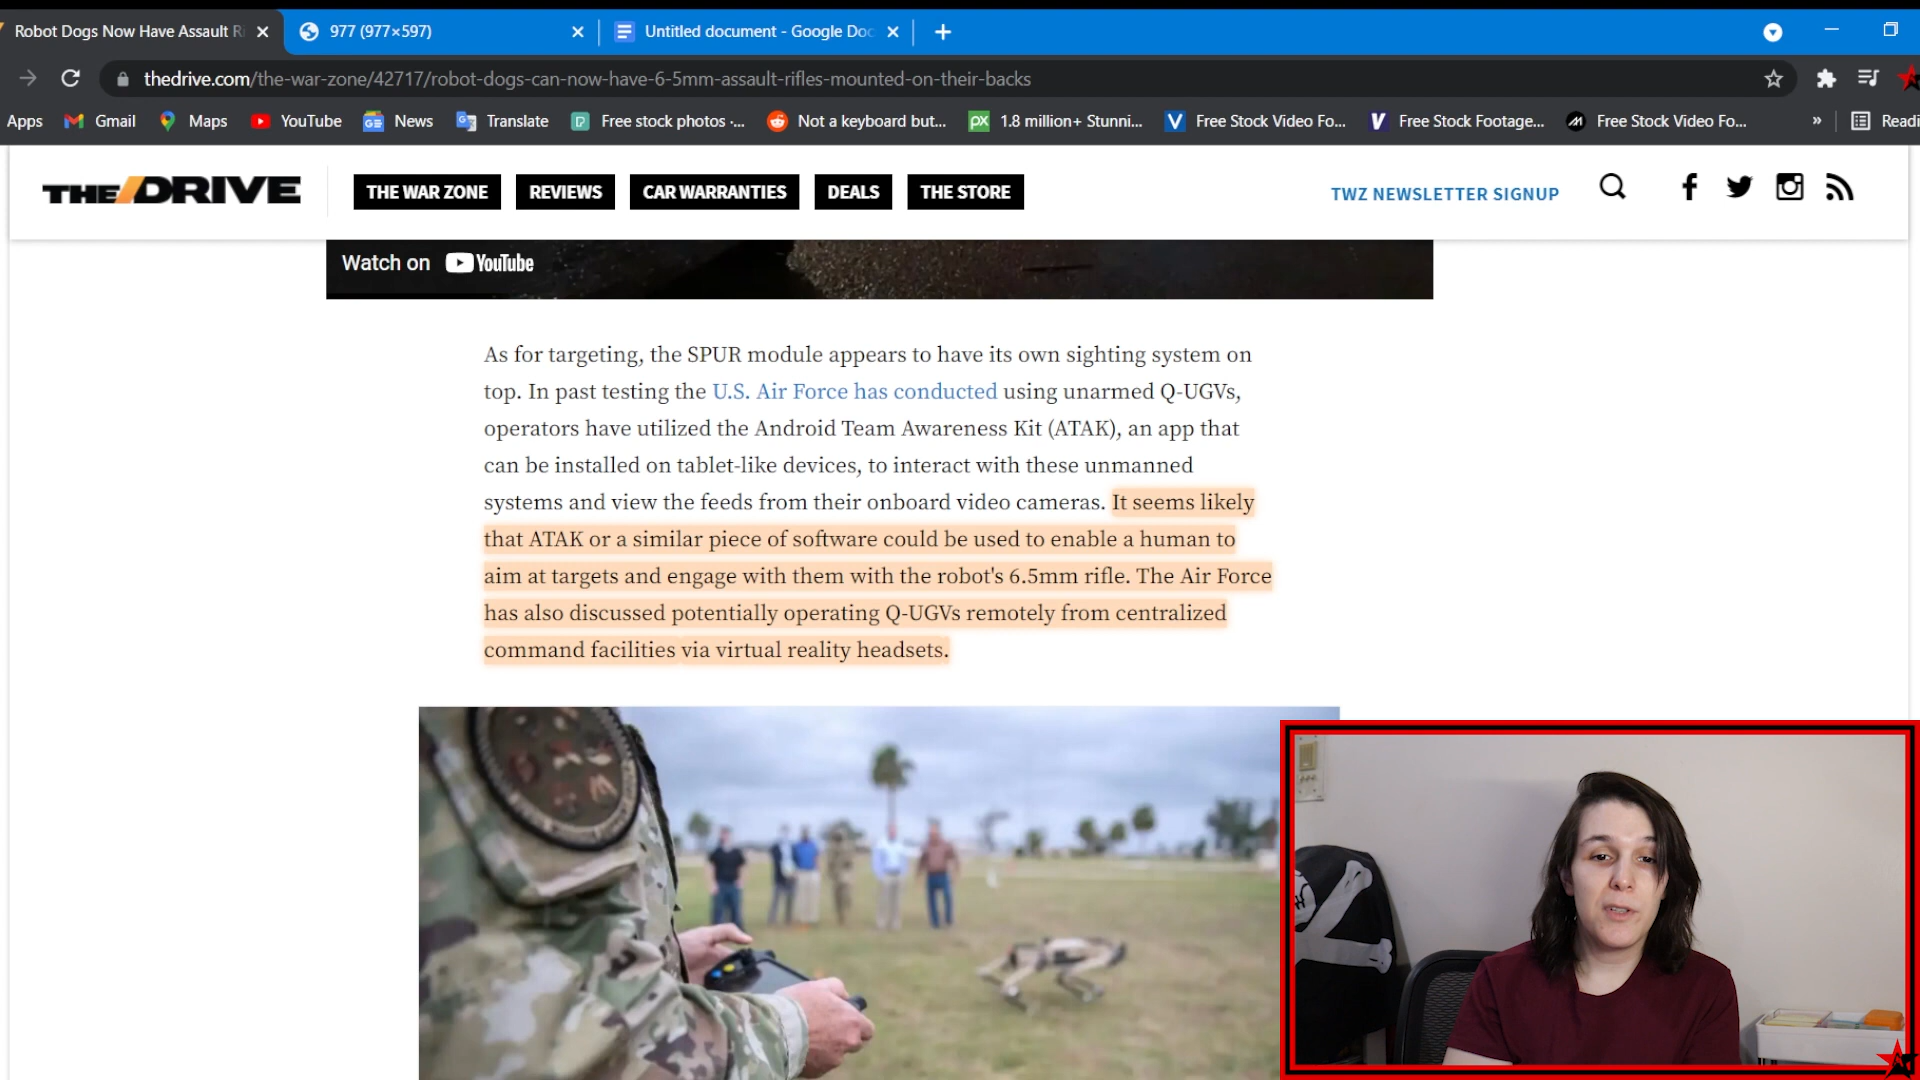 Robot Dogs Now Have Assault R
977 (977×597)
Untitled document - Google Doc
thedrive.com/the-war-zone/42717/robot-dogs-can-now-have-6-5mm-assault-rifles-mounted-on-their-backs
Apps Gmail Maps YouTube News Translate Free stock photos ·... Not a keyboard but... 1.8 million+ Stunni... Free Stock Video Fo... Free Stock Footage... Free Stock Video Fo... » Readi
THE DRIVE THE WAR ZONE REVIEWS CAR WARRANTIES DEALS THE STORE TWZ NEWSLETTER SIGNUP
Watch on YouTube
As for targeting, the SPUR module appears to have its own sighting system on
top. In past testing the U.S. Air Force has conducted using unarmed Q-UGVs,
operators have utilized the Android Team Awareness Kit (ATAK), an app that
can be installed on tablet-like devices, to interact with these unmanned
systems and view the feeds from their onboard video cameras. It seems likely
that ATAK or a similar piece of software could be used to enable a human to
aim at targets and engage with them with the robot's 6.5mm rifle. The Air Force
has also discussed potentially operating Q-UGVs remotely from centralized
command facilities via virtual reality headsets.